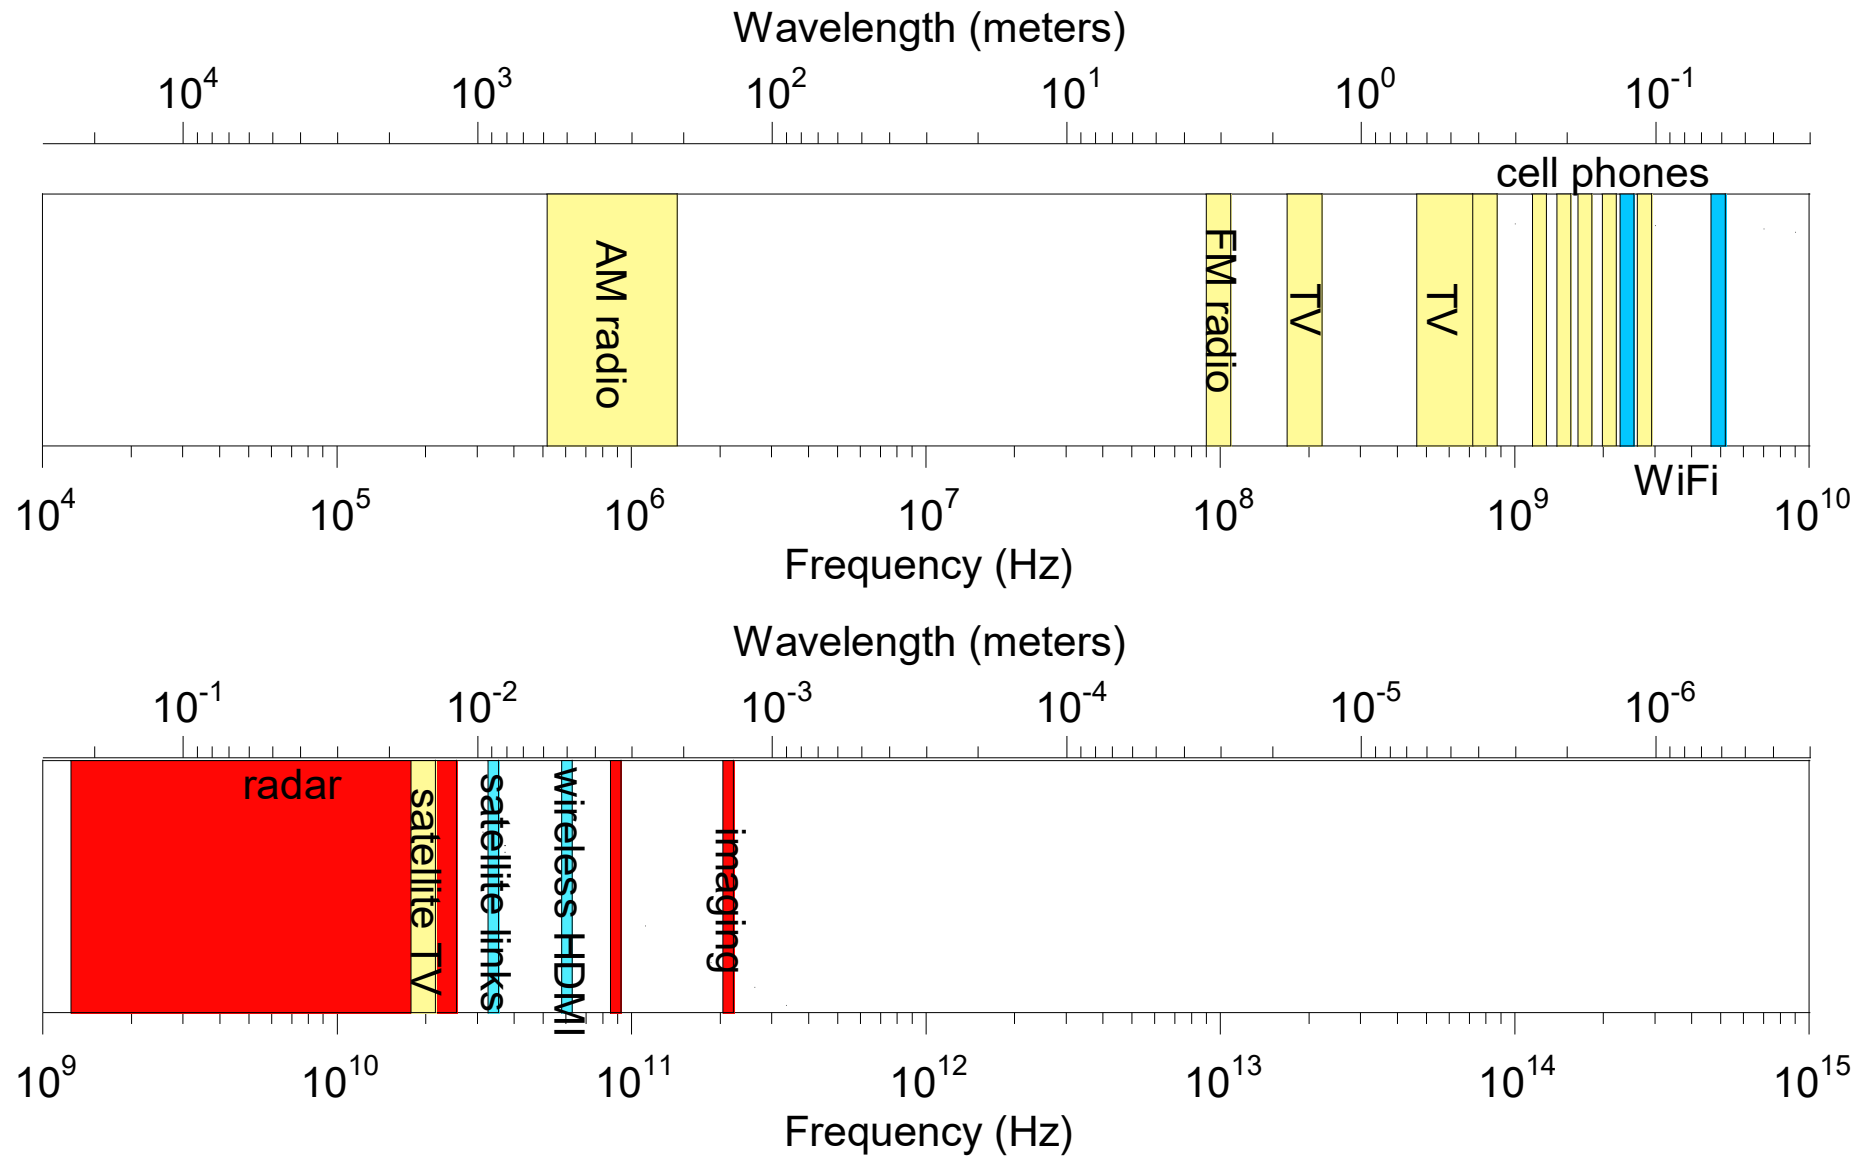 Wavelength (meters)
10^4 10^3 10^2 10^1 10^0 10^-1
cell phones
AM radio
FM radio
TV
TV
WiFi
10^4 10^5 10^6 10^7 10^8 10^9 10^10
Frequency (Hz)
Wavelength (meters)
10^-1 10^-2 10^-3 10^-4 10^-5 10^-6
radar
satellite TV
satellite links
wireless HDMI
imaging
10^9 10^10 10^11 10^12 10^13 10^14 10^15
Frequency (Hz)